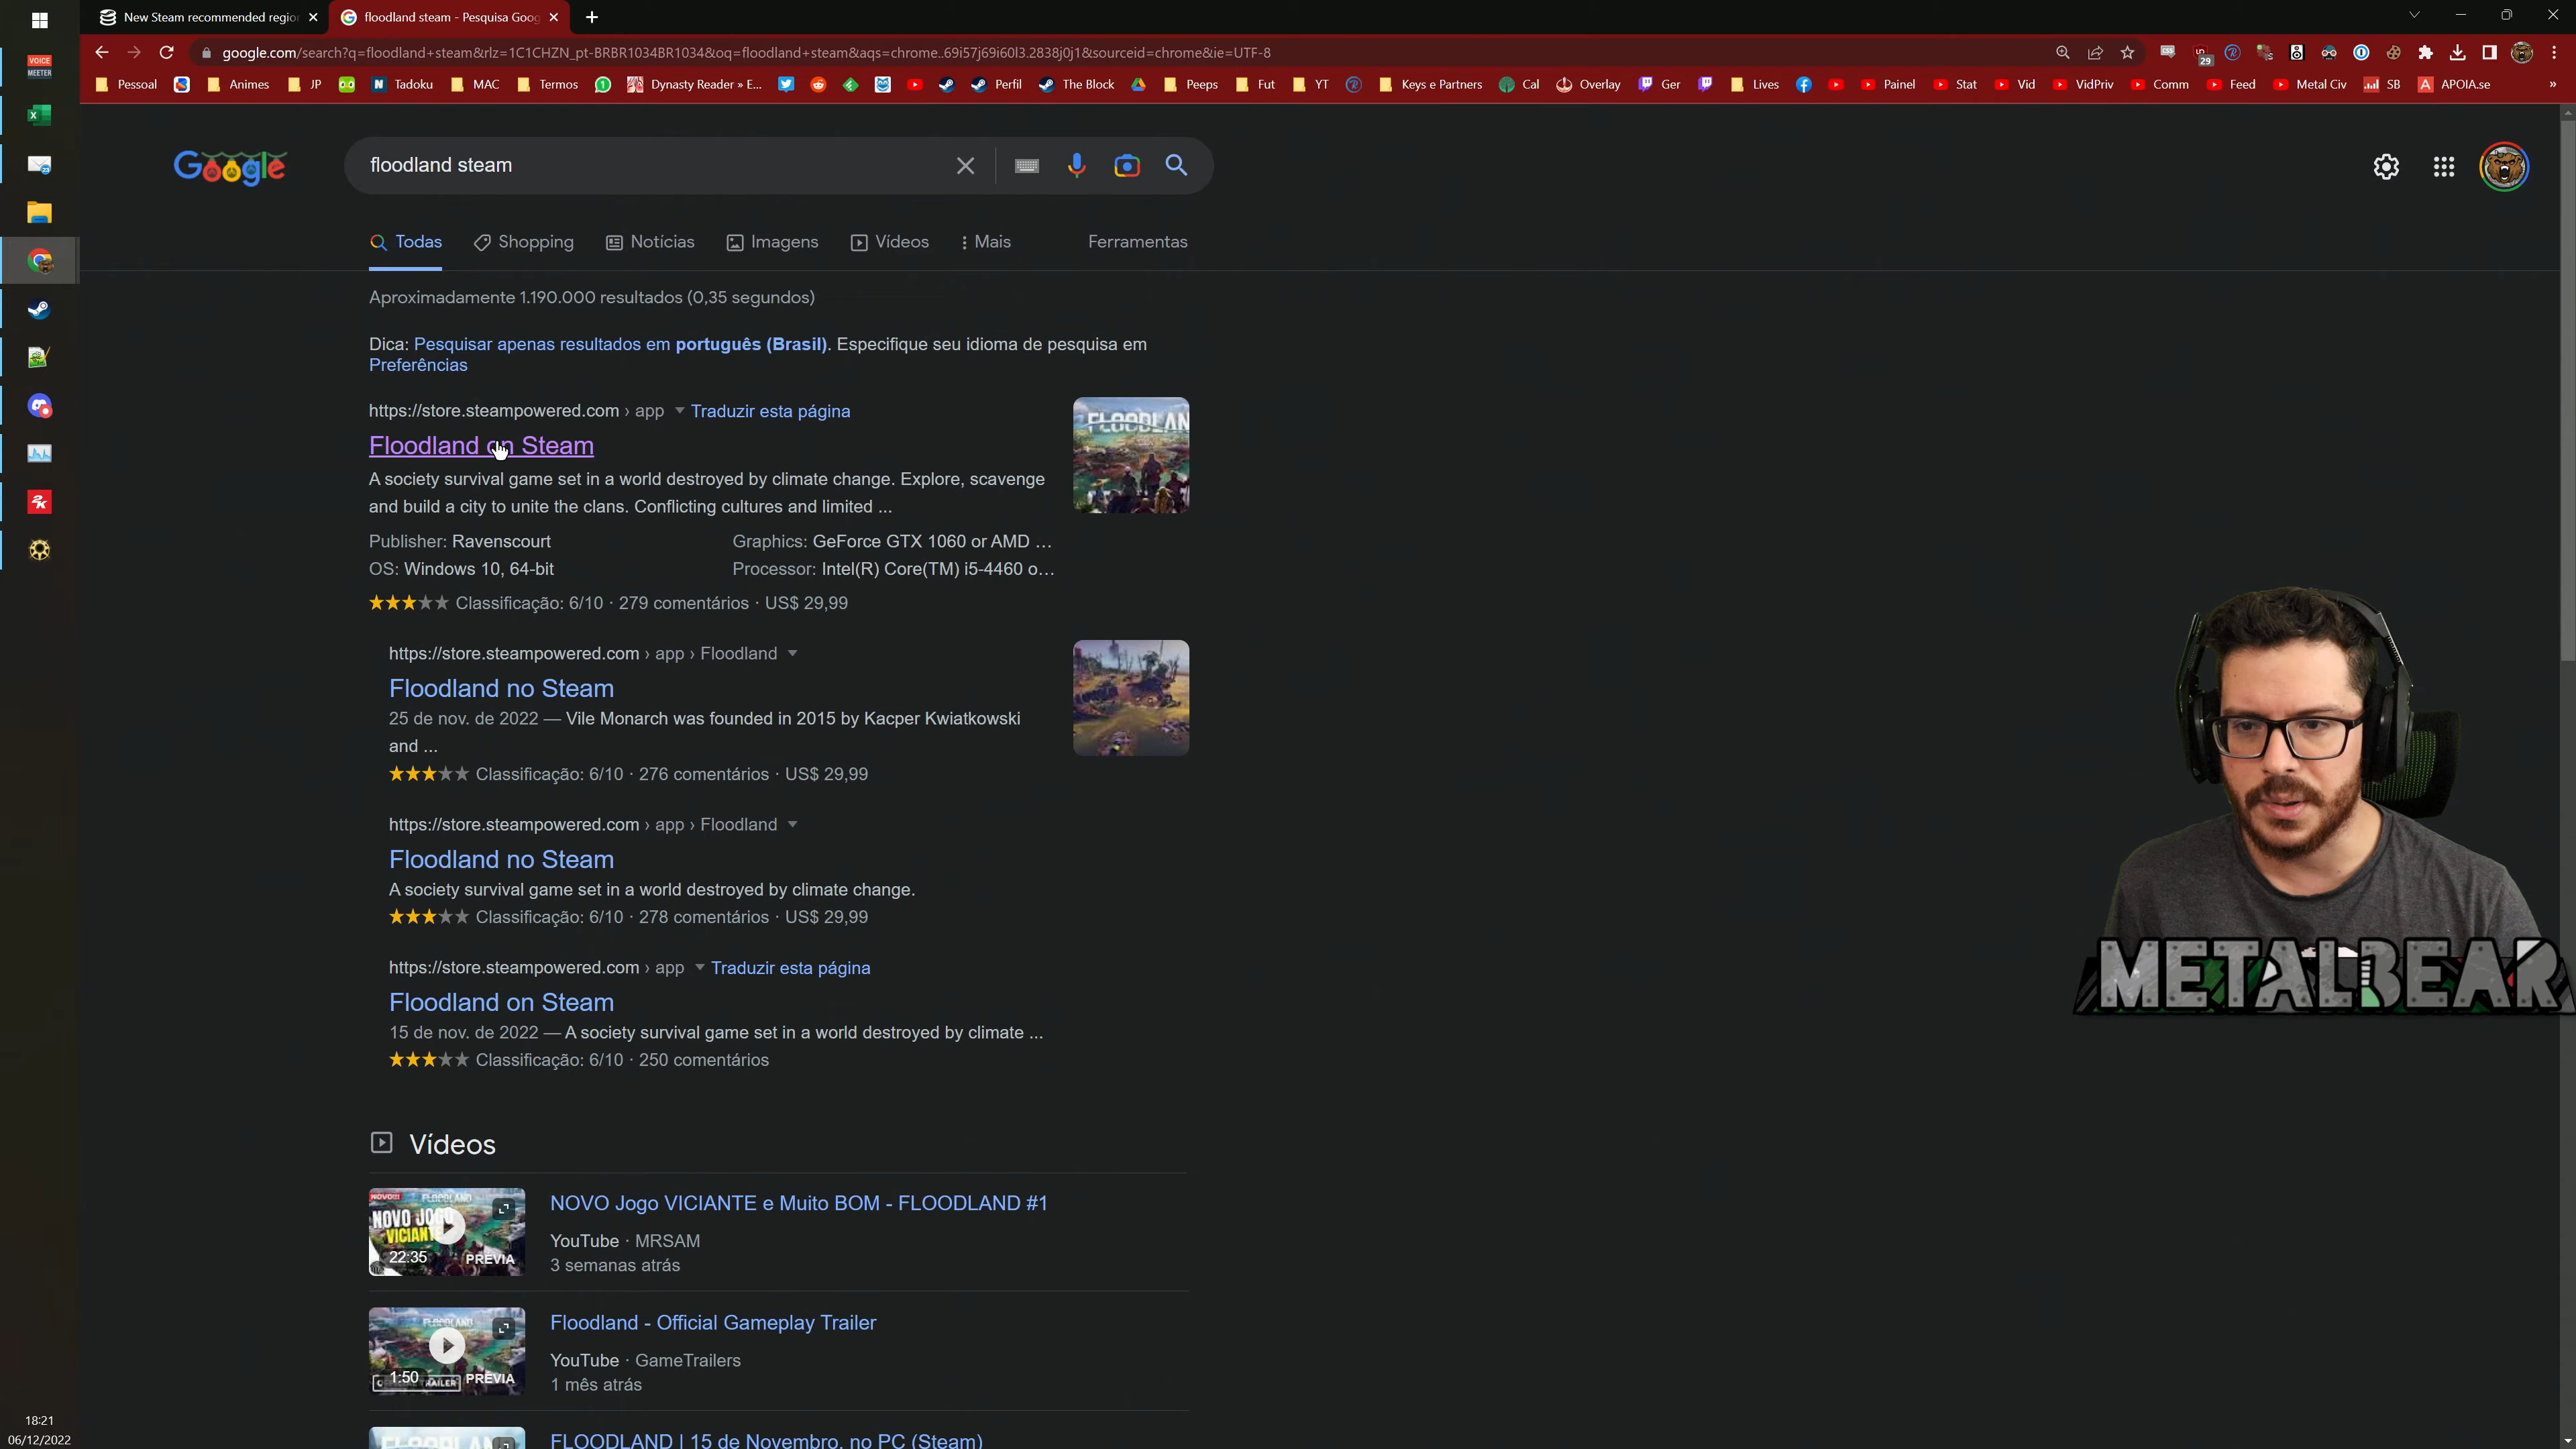 New Steam recommended regio
floodland steam - Pesquisa Goog
google.com/search?q=floodland+steam&rlz=1C1CHZN_pt-BRBR1034BR1034&oq=floodland+steam&aqs=chrome..69i57j69i60l3.2838j0j1&sourceid=chrome&ie=UTF-8
29
VOICE
MEETER
Pessoal Animes JP Tadoku MAC Termos Dynasty Reader » E... Perfil The Block Peeps Fut YT Keys e Partners Cal Overlay Ger Lives Painel Stat Vid VidPriv Comm Feed Metal Civ SB APOIA.se »
Google
floodland steam
Todas Shopping Notícias Imagens Vídeos Mais Ferramentas
Aproximadamente 1.190.000 resultados (0,35 segundos)
Dica: Pesquisar apenas resultados em português (Brasil). Especifique seu idioma de pesquisa em
Preferências
https://store.steampowered.com › app Traduzir esta página
Floodland on Steam
A society survival game set in a world destroyed by climate change. Explore, scavenge
and build a city to unite the clans. Conflicting cultures and limited ...
Publisher: Ravenscourt Graphics: GeForce GTX 1060 or AMD ...
OS: Windows 10, 64-bit Processor: Intel(R) Core(TM) i5-4460 o...
Classificação: 6/10 · 279 comentários · US$ 29,99
https://store.steampowered.com › app › Floodland
Floodland no Steam
25 de nov. de 2022 — Vile Monarch was founded in 2015 by Kacper Kwiatkowski
and ...
Classificação: 6/10 · 276 comentários · US$ 29,99
https://store.steampowered.com › app › Floodland
Floodland no Steam
A society survival game set in a world destroyed by climate change.
Classificação: 6/10 · 278 comentários · US$ 29,99
https://store.steampowered.com › app Traduzir esta página
Floodland on Steam
15 de nov. de 2022 — A society survival game set in a world destroyed by climate ...
Classificação: 6/10 · 250 comentários
METALBEAR
Vídeos
NOVO!!! FLOODLAND
NOVO JOGO
VICIANTE
22:35 PRÉVIA
NOVO Jogo VICIANTE e Muito BOM - FLOODLAND #1
YouTube · MRSAM
3 semanas atrás
FLOODLAND
1:50 PRÉVIA
Floodland - Official Gameplay Trailer
YouTube · GameTrailers
1 mês atrás
FLOODLAND | 15 de Novembro, no PC (Steam)
18:21
06/12/2022